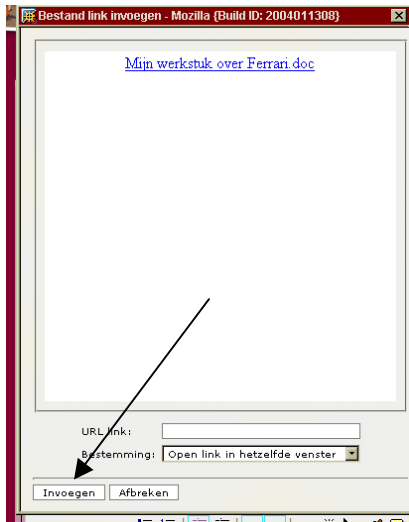 Bestand link invoegen - Mozilla {Build ID: 2004011308}
Mijn werkstuk over Ferrari.doc
URL link:
Bestemming: Open link in hetzelfde venster
Invoegen Afbreken